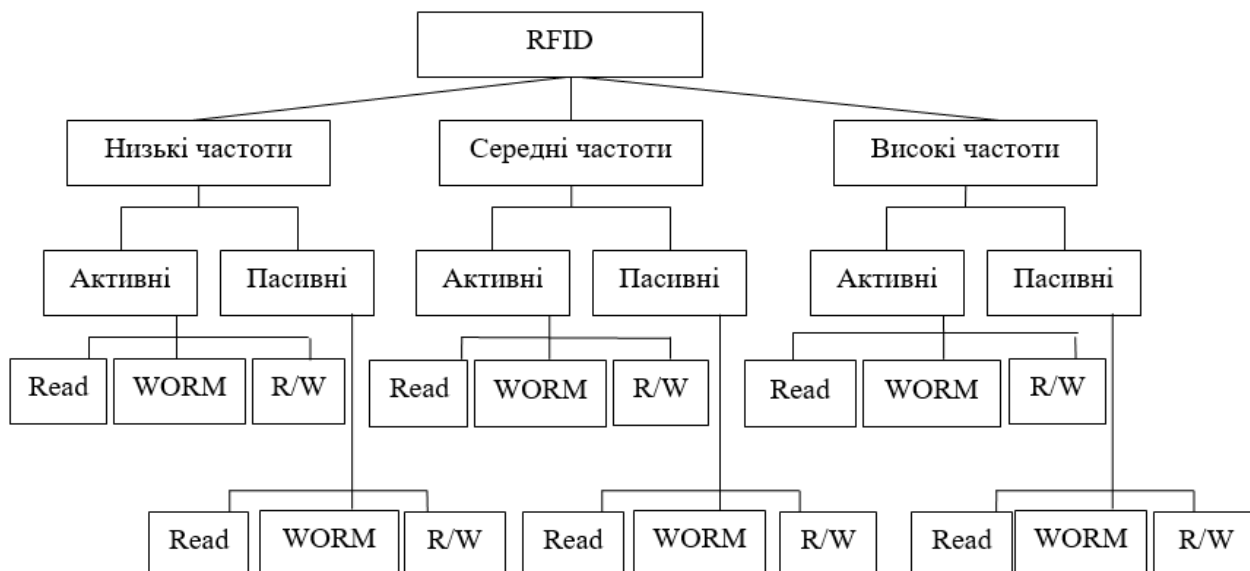 RFID
Низькі частоти
Середні частоти
Високі частоти
Активні
Пасивні
Активні
Пасивні
Активні
Пасивні
Read
WORM
R/W
Read
WORM
R/W
Read
WORM
R/W
Read
WORM
R/W
Read
WORM
R/W
Read
WORM
R/W